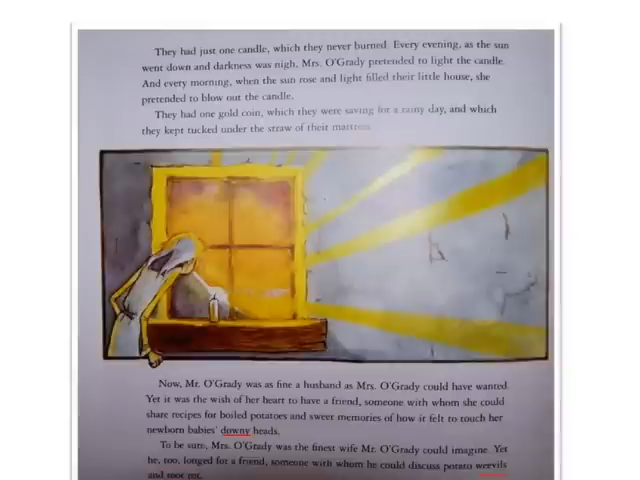 They had just one candle, which they never burned. Every evening, as the sun
went down and darkness was nigh, Mrs. O'Grady pretended to light the candle.
And every morning, when the sun rose and light filled their little house, she
pretended to blow out the candle.
They had one gold coin, which they were saving for a rainy day, and which
they kept tucked under the straw of their mattress.
Now, Mr. O'Grady was as fine a husband as Mrs. O'Grady could have wanted.
Yet it was the wish of her heart to have a friend, someone with whom she could
share recipes for boiled potatoes and sweet memories of how it felt to touch her
newborn babies' downy heads.
To be sure, Mrs. O'Grady was the finest wife Mr. O'Grady could imagine. Yet
he, too, longed for a friend, someone with whom he could discuss potato weevils
and root rot.